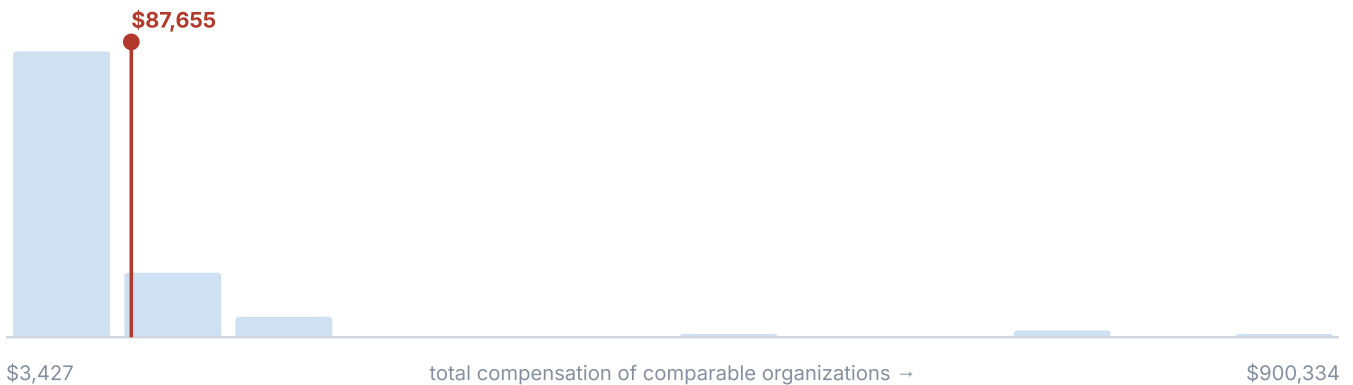 $87,655
$3,427 total compensation of comparable organizations → $900,334